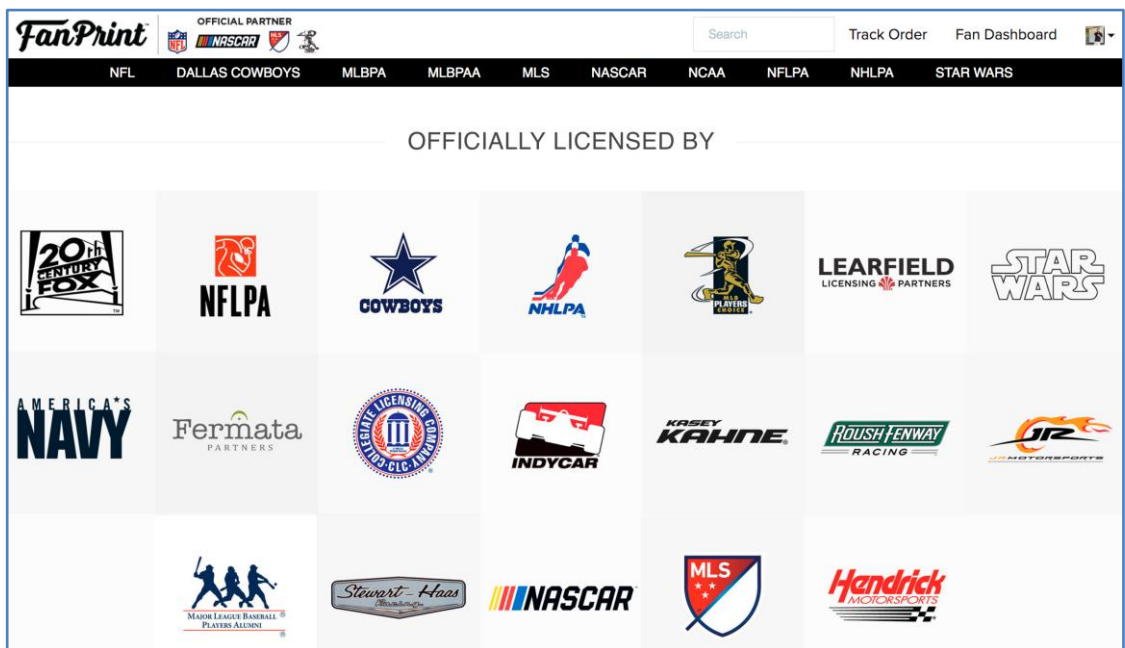 FanPrint
OFFICIAL PARTNER
NFL NASCAR MLS
Search
Track Order
Fan Dashboard
NFL DALLAS COWBOYS MLBPA MLBPAA MLS NASCAR NCAA NFLPA NHLPA STAR WARS
OFFICIALLY LICENSED BY
20th
CENTURY
FOX
TM
NFLPA
COWBOYS
NHLPA
MLB
PLAYERS
CHOICE
LEARFIELD
LICENSING PARTNERS
STAR
WARS
AMERICA'S
NAVY
Fermata
PARTNERS
COLLEGIATE LICENSING COMPANY
CLC
INDYCAR
KASEY
KAHNE
ROUSH FENWAY
RACING
JR
JR MOTORSPORTS
MAJOR LEAGUE BASEBALL
PLAYERS ALUMNI
Stewart-Haas
Racing
NASCAR
MLS
Hendrick
MOTORSPORTS